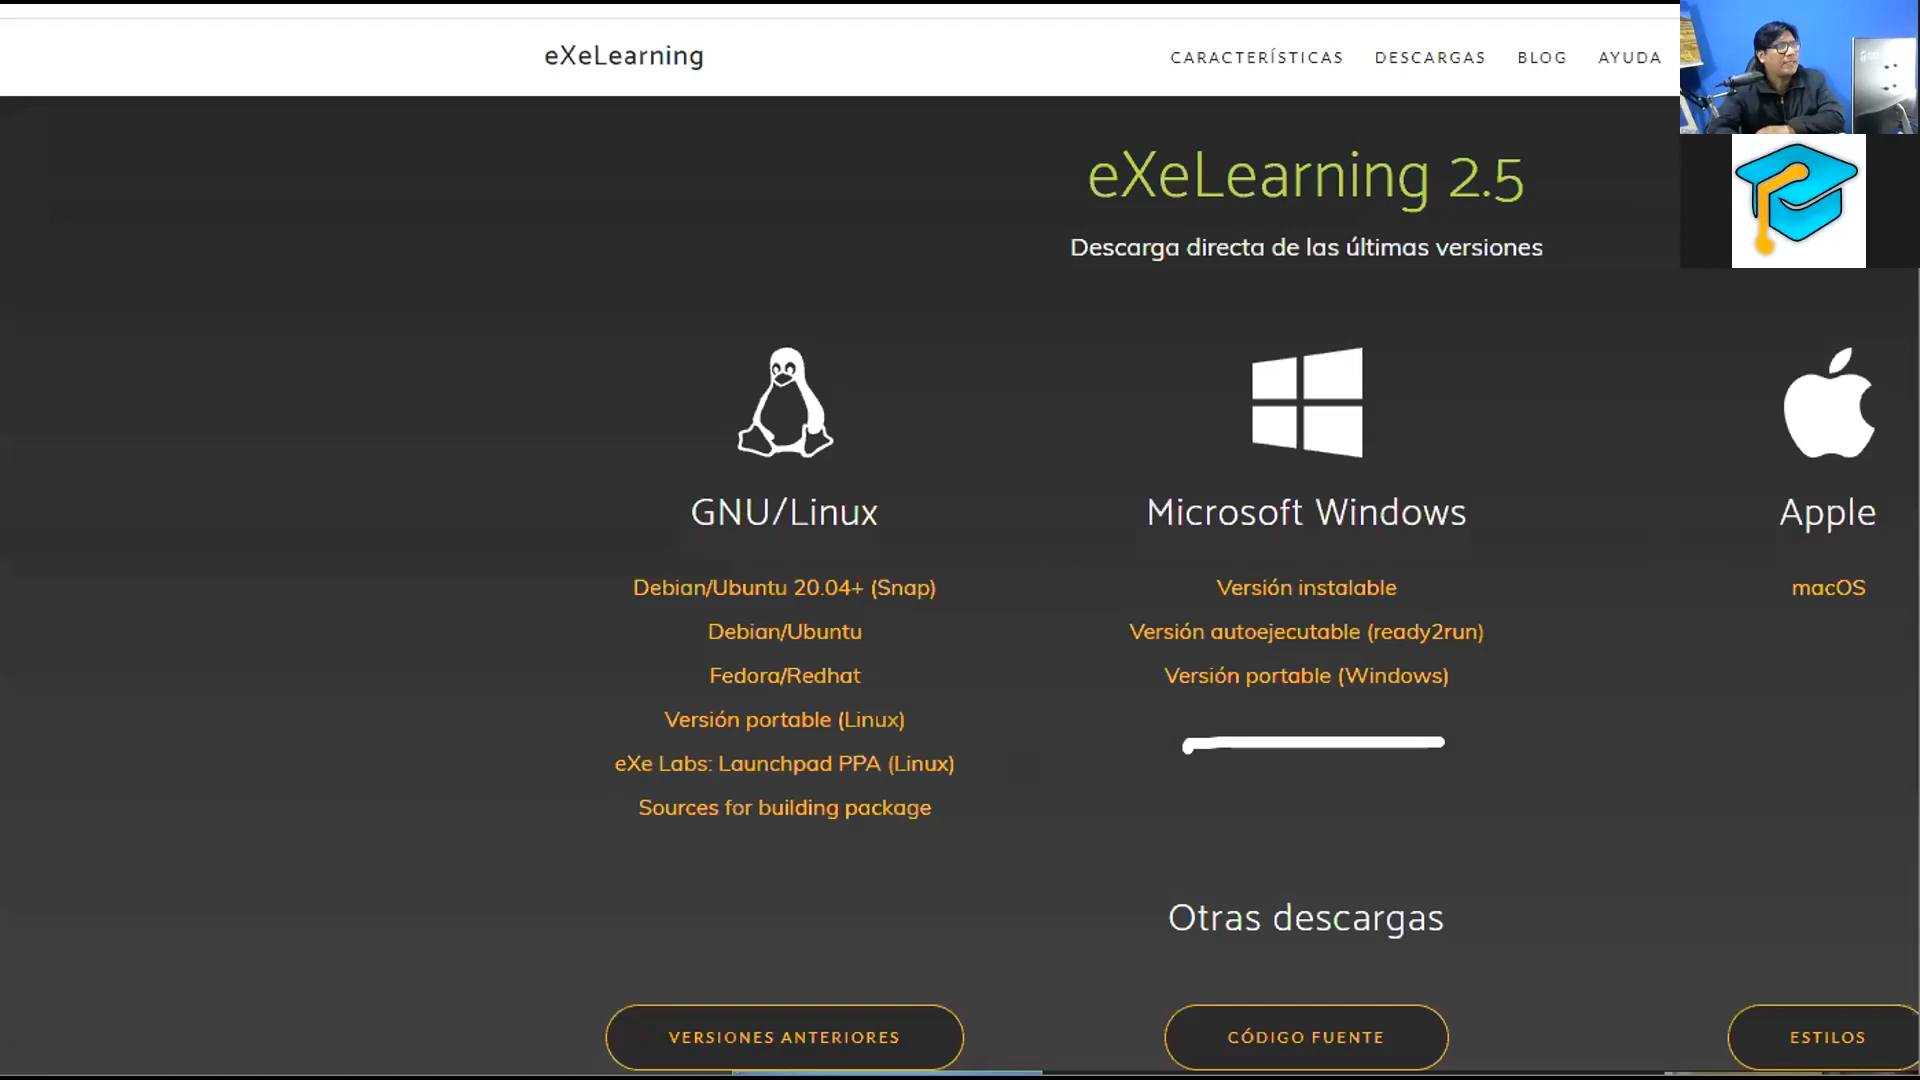 eXeLearning
CARACTERÍSTICAS DESCARGAS BLOG AYUDA
eXeLearning 2.5
Descarga directa de las últimas versiones
GNU/Linux
Debian/Ubuntu 20.04+ (Snap)
Debian/Ubuntu
Fedora/Redhat
Versión portable (Linux)
eXe Labs: Launchpad PPA (Linux)
Sources for building package
Microsoft Windows
Versión instalable
Versión autoejecutable (ready2run)
Versión portable (Windows)
Apple
macOS
Otras descargas
VERSIONES ANTERIORES
CÓDIGO FUENTE
ESTILOS